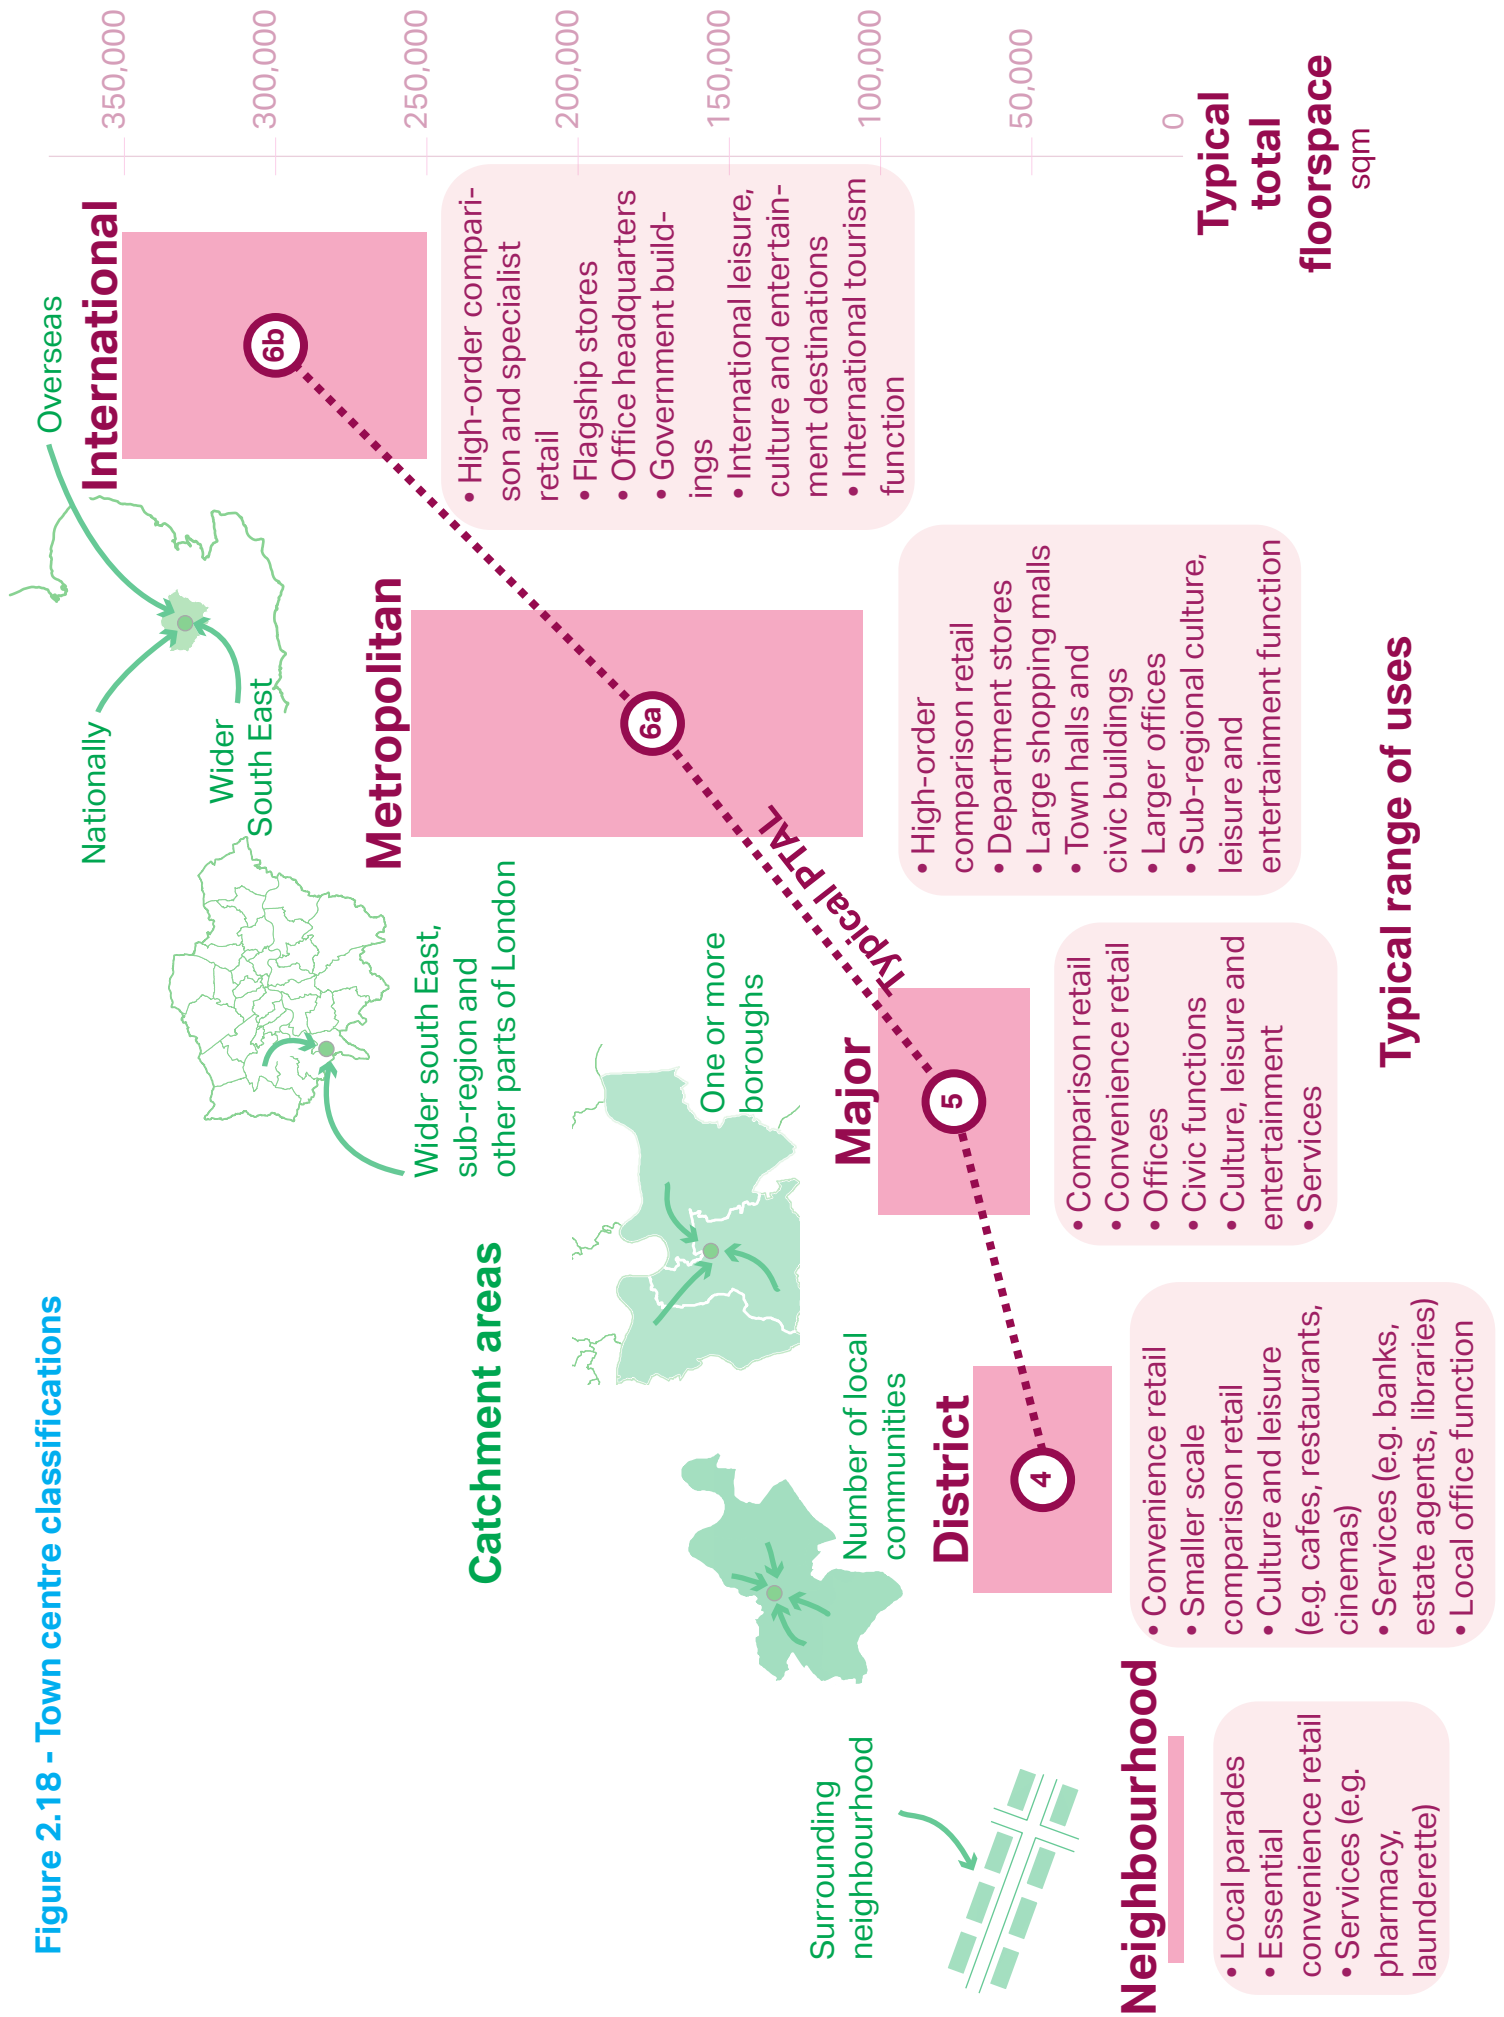 Figure 2.18 - Town centre classifications
Catchment areas
Surrounding
neighbourhood
Number of local
communities
One or more
boroughs
Wider south East,
sub-region and
other parts of London
Nationally
Wider
South East
Overseas
Neighbourhood
• Local parades
• Essential
convenience retail
• Services (e.g.
pharmacy,
launderette)
District
4
• Convenience retail
• Smaller scale
comparison retail
• Culture and leisure
(e.g. cafes, restaurants,
cinemas)
• Services (e.g. banks,
estate agents, libraries)
• Local office function
Major
5
• Comparison retail
• Convenience retail
• Offices
• Civic functions
• Culture, leisure and
entertainment
• Services
Typical PTAL
Metropolitan
6a
• High-order
comparison retail
• Department stores
• Large shopping malls
• Town halls and
civic buildings
• Larger offices
• Sub-regional culture,
leisure and
entertainment function
International
6b
• High-order compari-
son and specialist
retail
• Flagship stores
• Office headquarters
• Government build-
ings
• International leisure,
culture and entertain-
ment destinations
• International tourism
function
350,000
300,000
250,000
200,000
150,000
100,000
50,000
0
Typical
total
floorspace
sqm
Typical range of uses